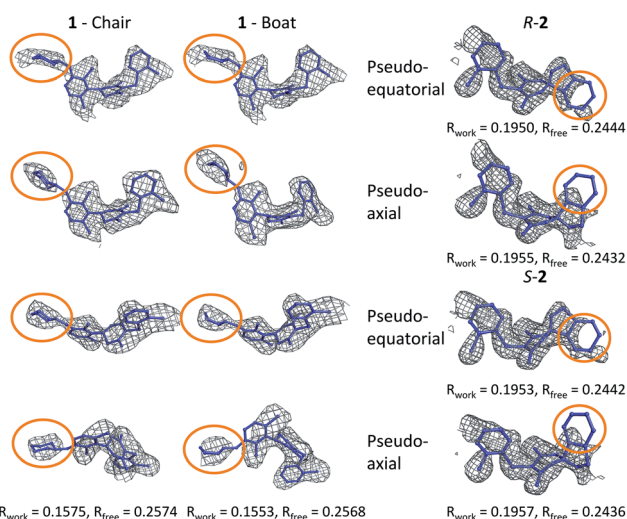 1 - Chair
1 - Boat
R-2
Pseudo-
equatorial
Rwork = 0.1950, Rfree = 0.2444
Pseudo-
axial
Rwork = 0.1955, Rfree = 0.2432
S-2
Pseudo-
equatorial
Rwork = 0.1953, Rfree = 0.2442
Pseudo-
axial
Rwork = 0.1575, Rfree = 0.2574
Rwork = 0.1553, Rfree = 0.2568
Rwork = 0.1957, Rfree = 0.2436